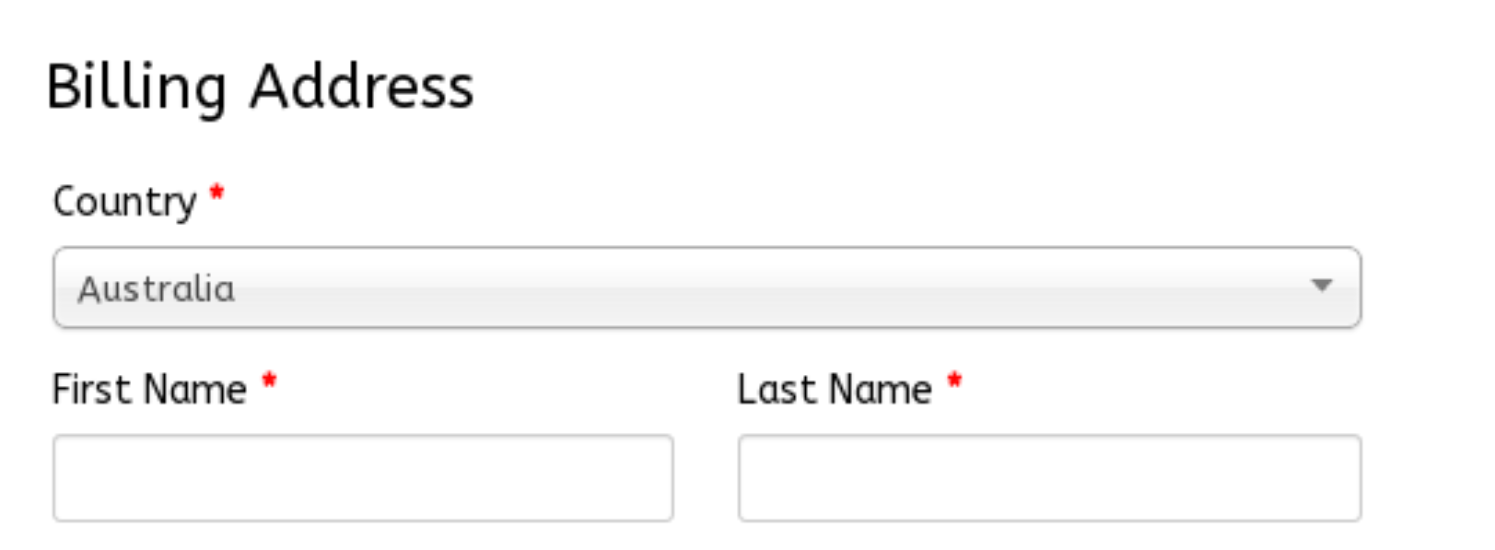 Billing Address
Country *
Australia
First Name * Last Name *